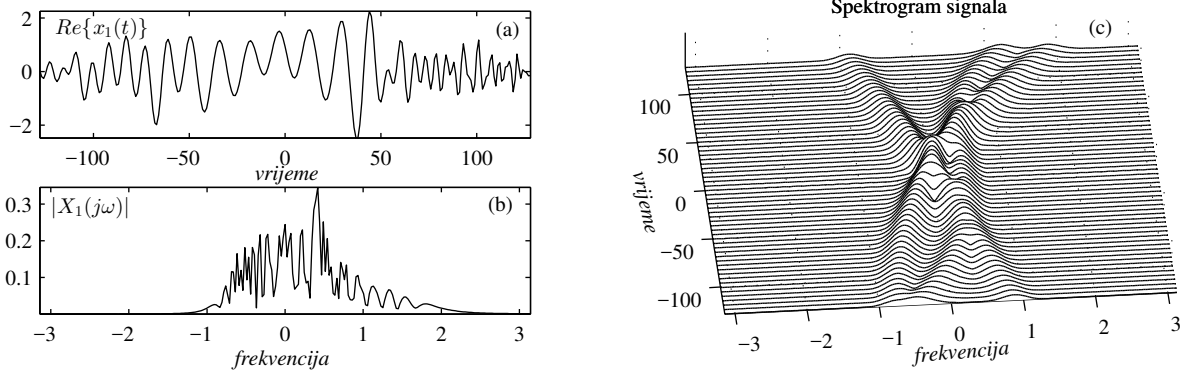 2
0
−2
Re{x₁(t)}
(a)
−100 −50 0 50 100
vrijeme
0.3
0.2
0.1
|X₁(jω)|
(b)
−3 −2 −1 0 1 2 3
frekvencija
Spektrogram signala
(c)
100
50
0
−50
−100
vrijeme
−3 −2 −1 0 1 2 3
frekvencija